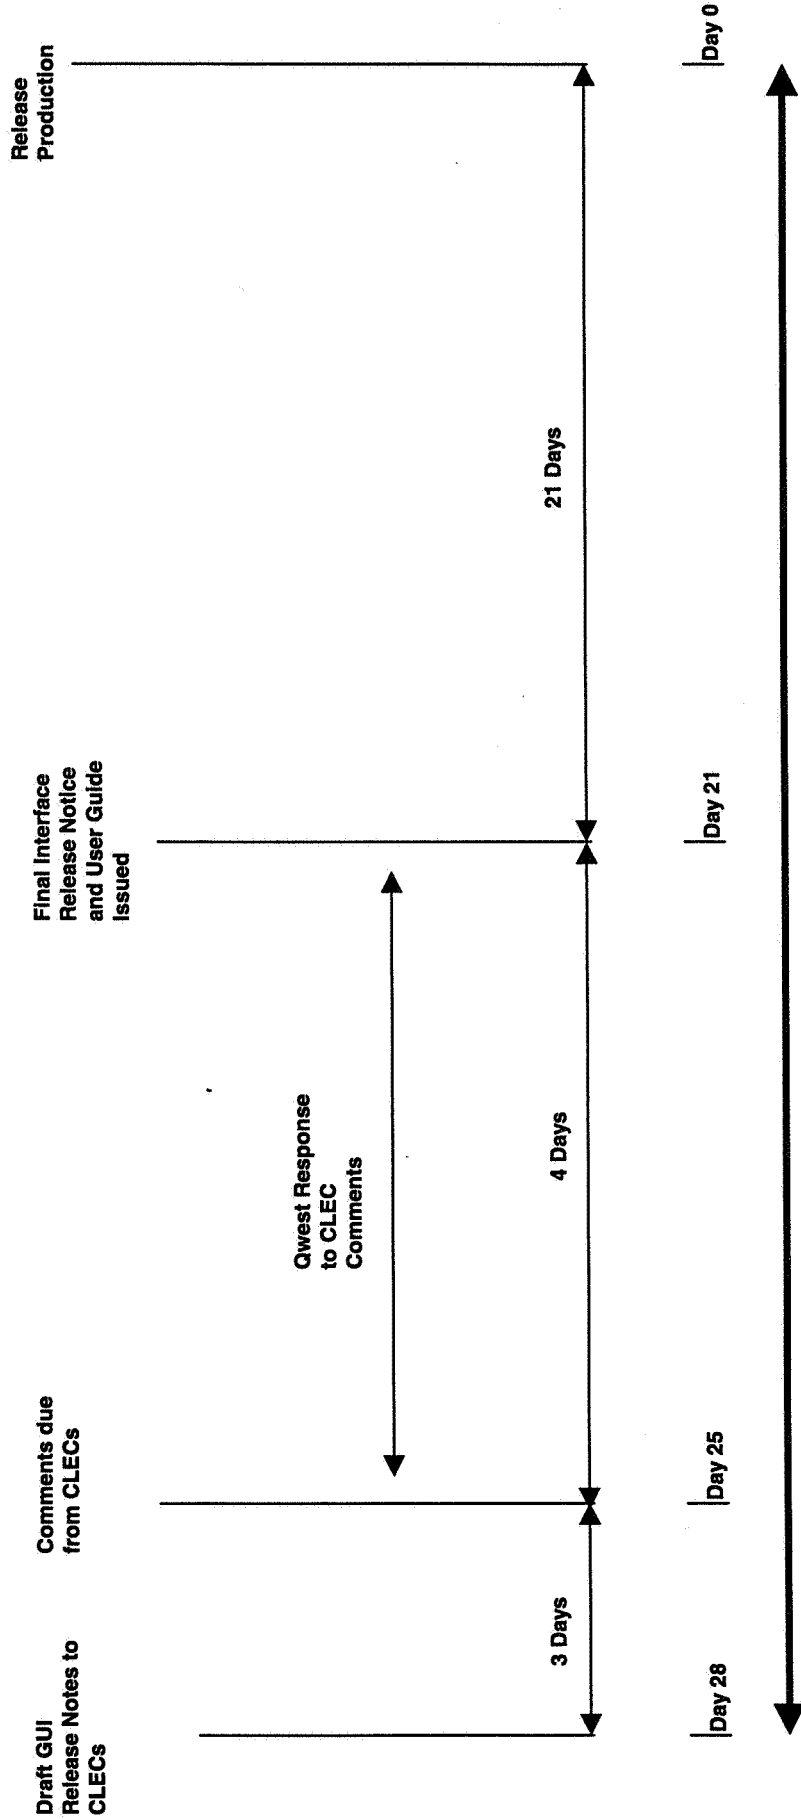 Draft GUI
Release Notes to
CLECs
Comments due
from CLECs
Final Interface
Release Notice
and User Guide
Issued
Release
Production
Qwest Response
to CLEC
Comments
3 Days
4 Days
21 Days
Day 28
Day 25
Day 21
Day 0